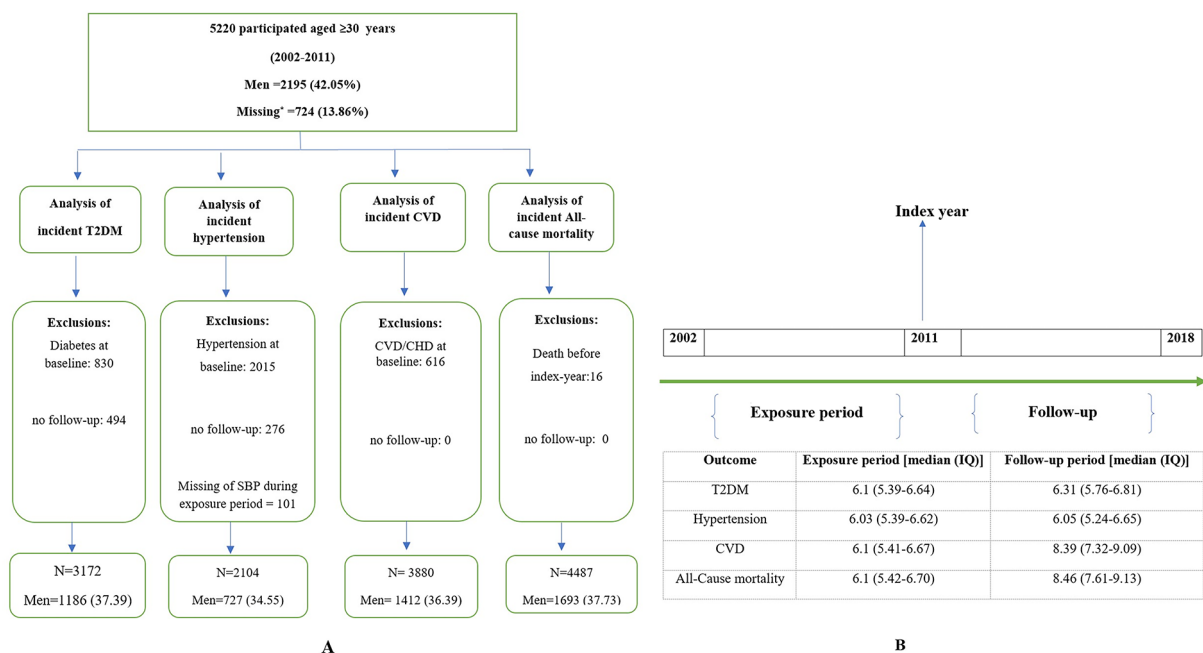 5220 participated aged ≥30 years
(2002-2011)
Men =2195 (42.05%)
Missing* =724 (13.86%)
Analysis of
incident T2DM
Analysis of
incident
hypertension
Analysis of
incident CVD
Analysis of
incident All-
cause mortality
Exclusions:
Diabetes at
baseline: 830
no follow-up: 494
Exclusions:
Hypertension at
baseline: 2015
no follow-up: 276
Missing of SBP during
exposure period = 101
Exclusions:
CVD/CHD at
baseline: 616
no follow-up: 0
Exclusions:
Death before
index-year:16
no follow-up: 0
N=3172
Men=1186 (37.39)
N=2104
Men=727 (34.55)
N= 3880
Men= 1412 (36.39)
N=4487
Men=1693 (37.73)
A
Index year
2002 2011 2018
Exposure period Follow-up
Outcome Exposure period [median (IQ)] Follow-up period [median (IQ)]
T2DM 6.1 (5.39-6.64) 6.31 (5.76-6.81)
Hypertension 6.03 (5.39-6.62) 6.05 (5.24-6.65)
CVD 6.1 (5.41-6.67) 8.39 (7.32-9.09)
All-Cause mortality 6.1 (5.42-6.70) 8.46 (7.61-9.13)
B